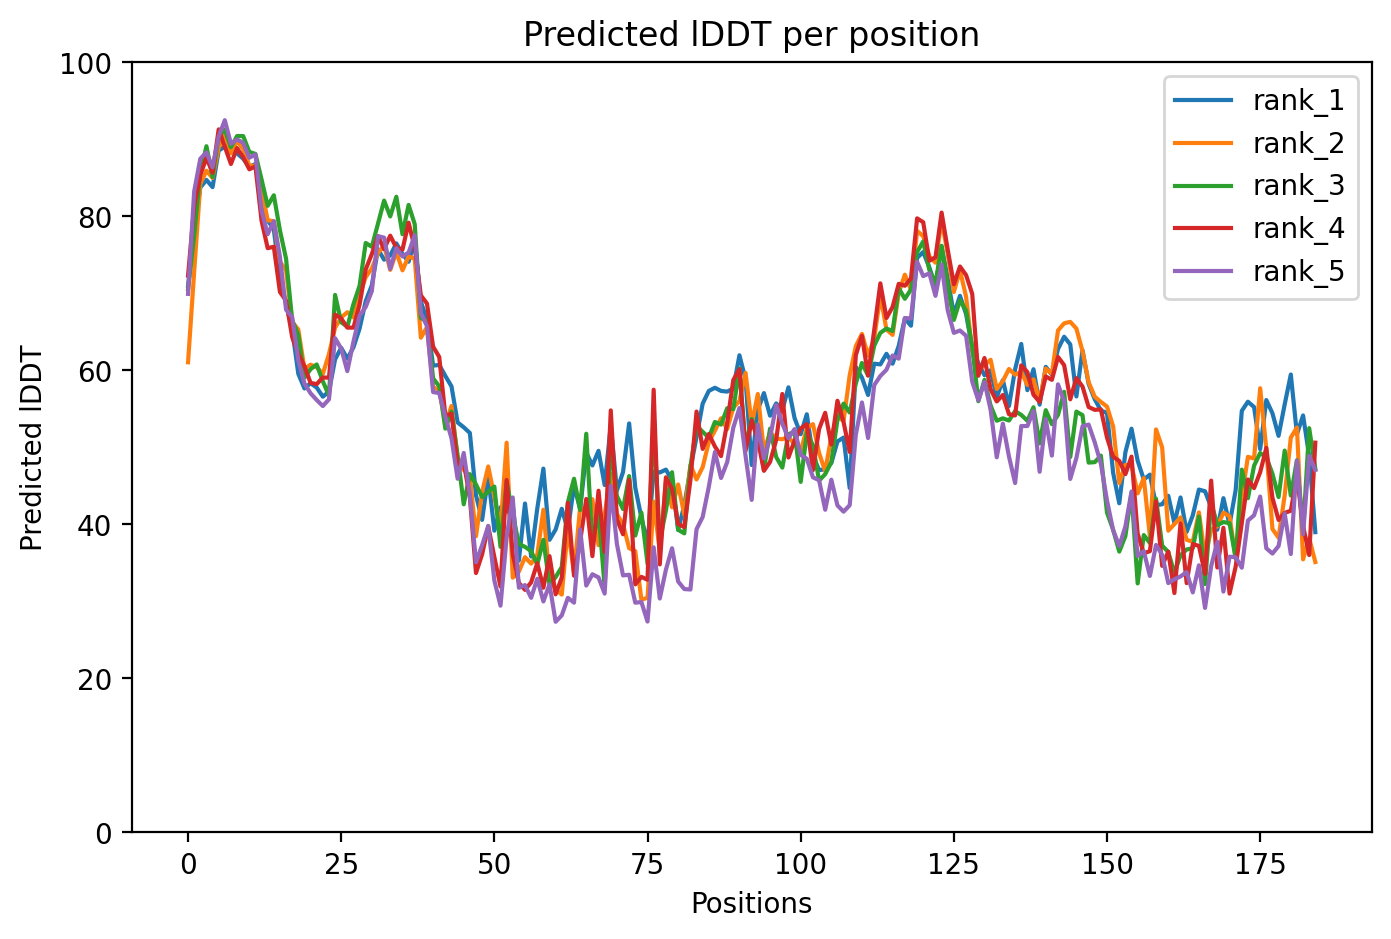 Predicted lDDT per position
100
80
60
40
20
0
Predicted lDDT
rank_1
rank_2
rank_3
rank_4
rank_5
0 25 50 75 100 125 150 175
Positions